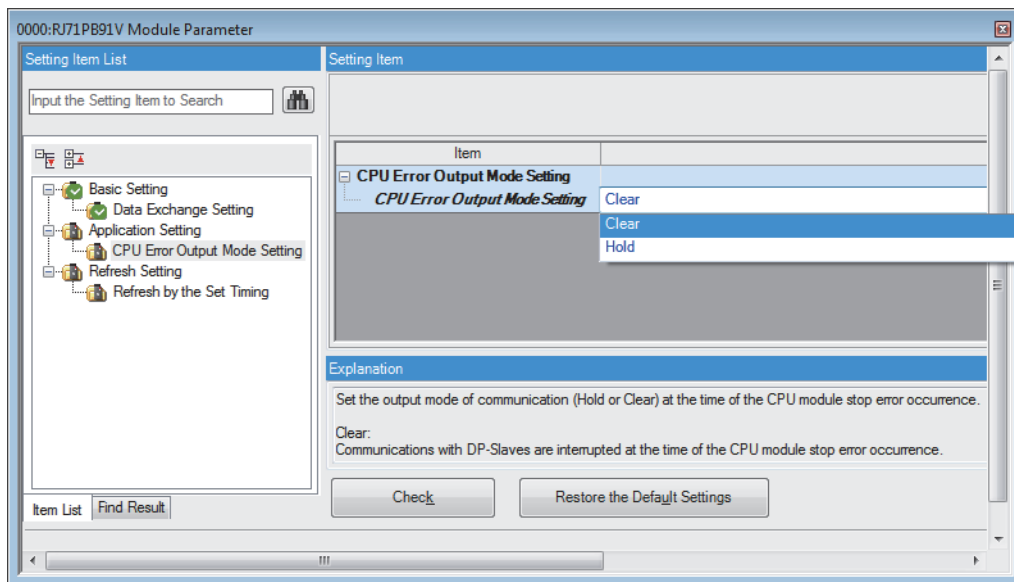 0000:RJ71PB91V Module Parameter
Setting Item List
Input the Setting Item to Search
Basic Setting
Data Exchange Setting
Application Setting
CPU Error Output Mode Setting
Refresh Setting
Refresh by the Set Timing
Item List
Find Result
Setting Item
Item
CPU Error Output Mode Setting
CPU Error Output Mode Setting
Clear
Clear
Hold
Explanation
Set the output mode of communication (Hold or Clear) at the time of the CPU module stop error occurrence.
Clear:
Communications with DP-Slaves are interrupted at the time of the CPU module stop error occurrence.
Check
Restore the Default Settings